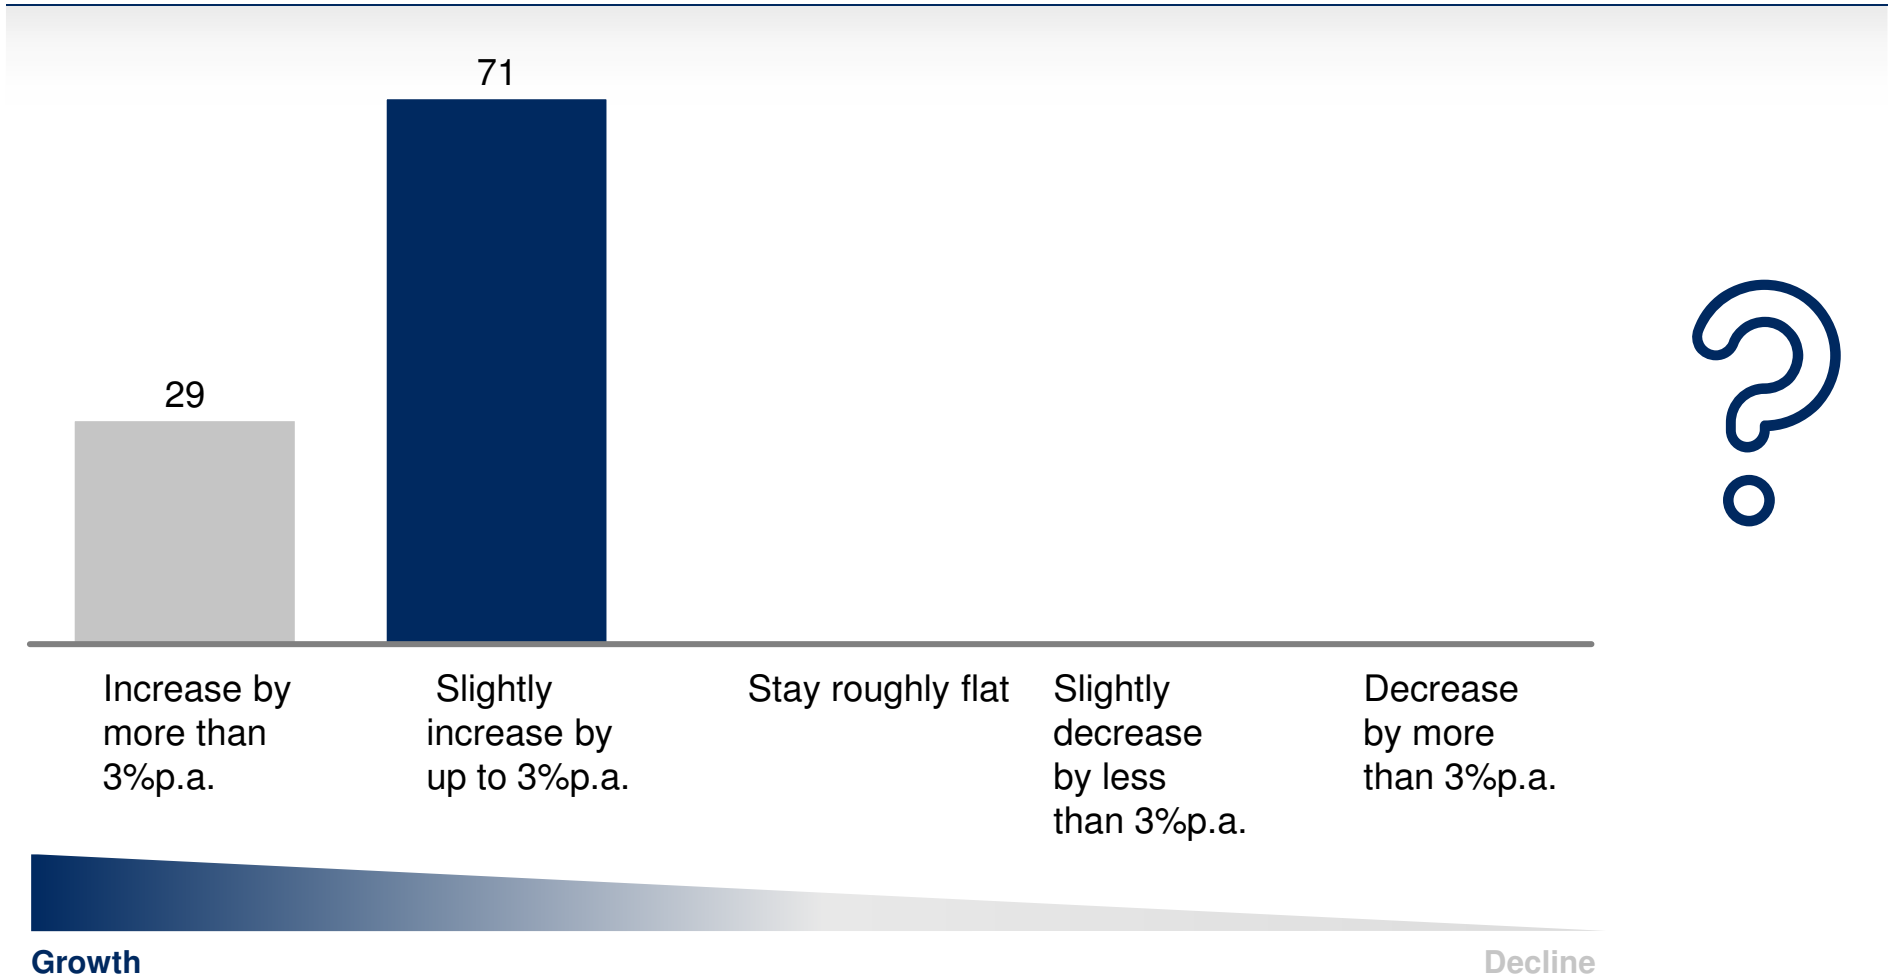 71
29
Increase by
more than
3%p.a.
Slightly
increase by
up to 3%p.a.
Stay roughly flat
Slightly
decrease
by less
than 3%p.a.
Decrease
by more
than 3%p.a.
Growth
Decline